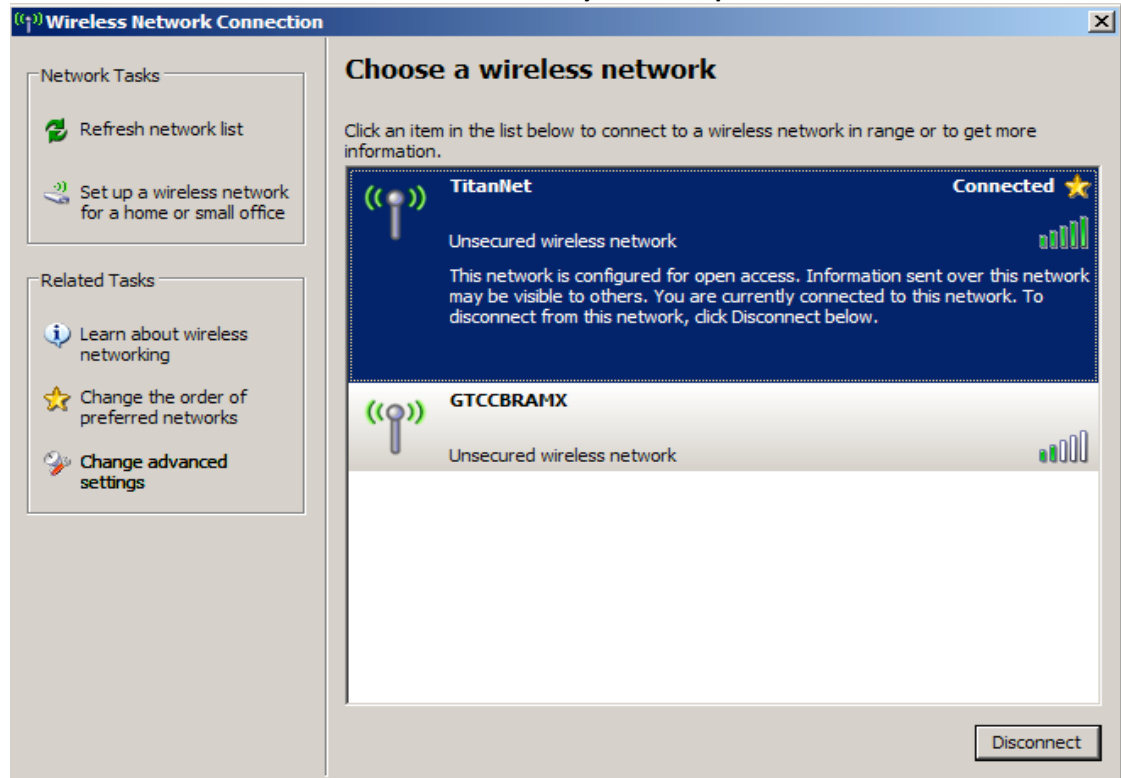 Wireless Network Connection
Network Tasks
Refresh network list
Set up a wireless network
for a home or small office
Related Tasks
Learn about wireless
networking
Change the order of
preferred networks
Change advanced
settings
Choose a wireless network
Click an item in the list below to connect to a wireless network in range or to get more
information.
TitanNet Connected
Unsecured wireless network
This network is configured for open access. Information sent over this network
may be visible to others. You are currently connected to this network. To
disconnect from this network, click Disconnect below.
GTCCBRAMX
Unsecured wireless network
Disconnect